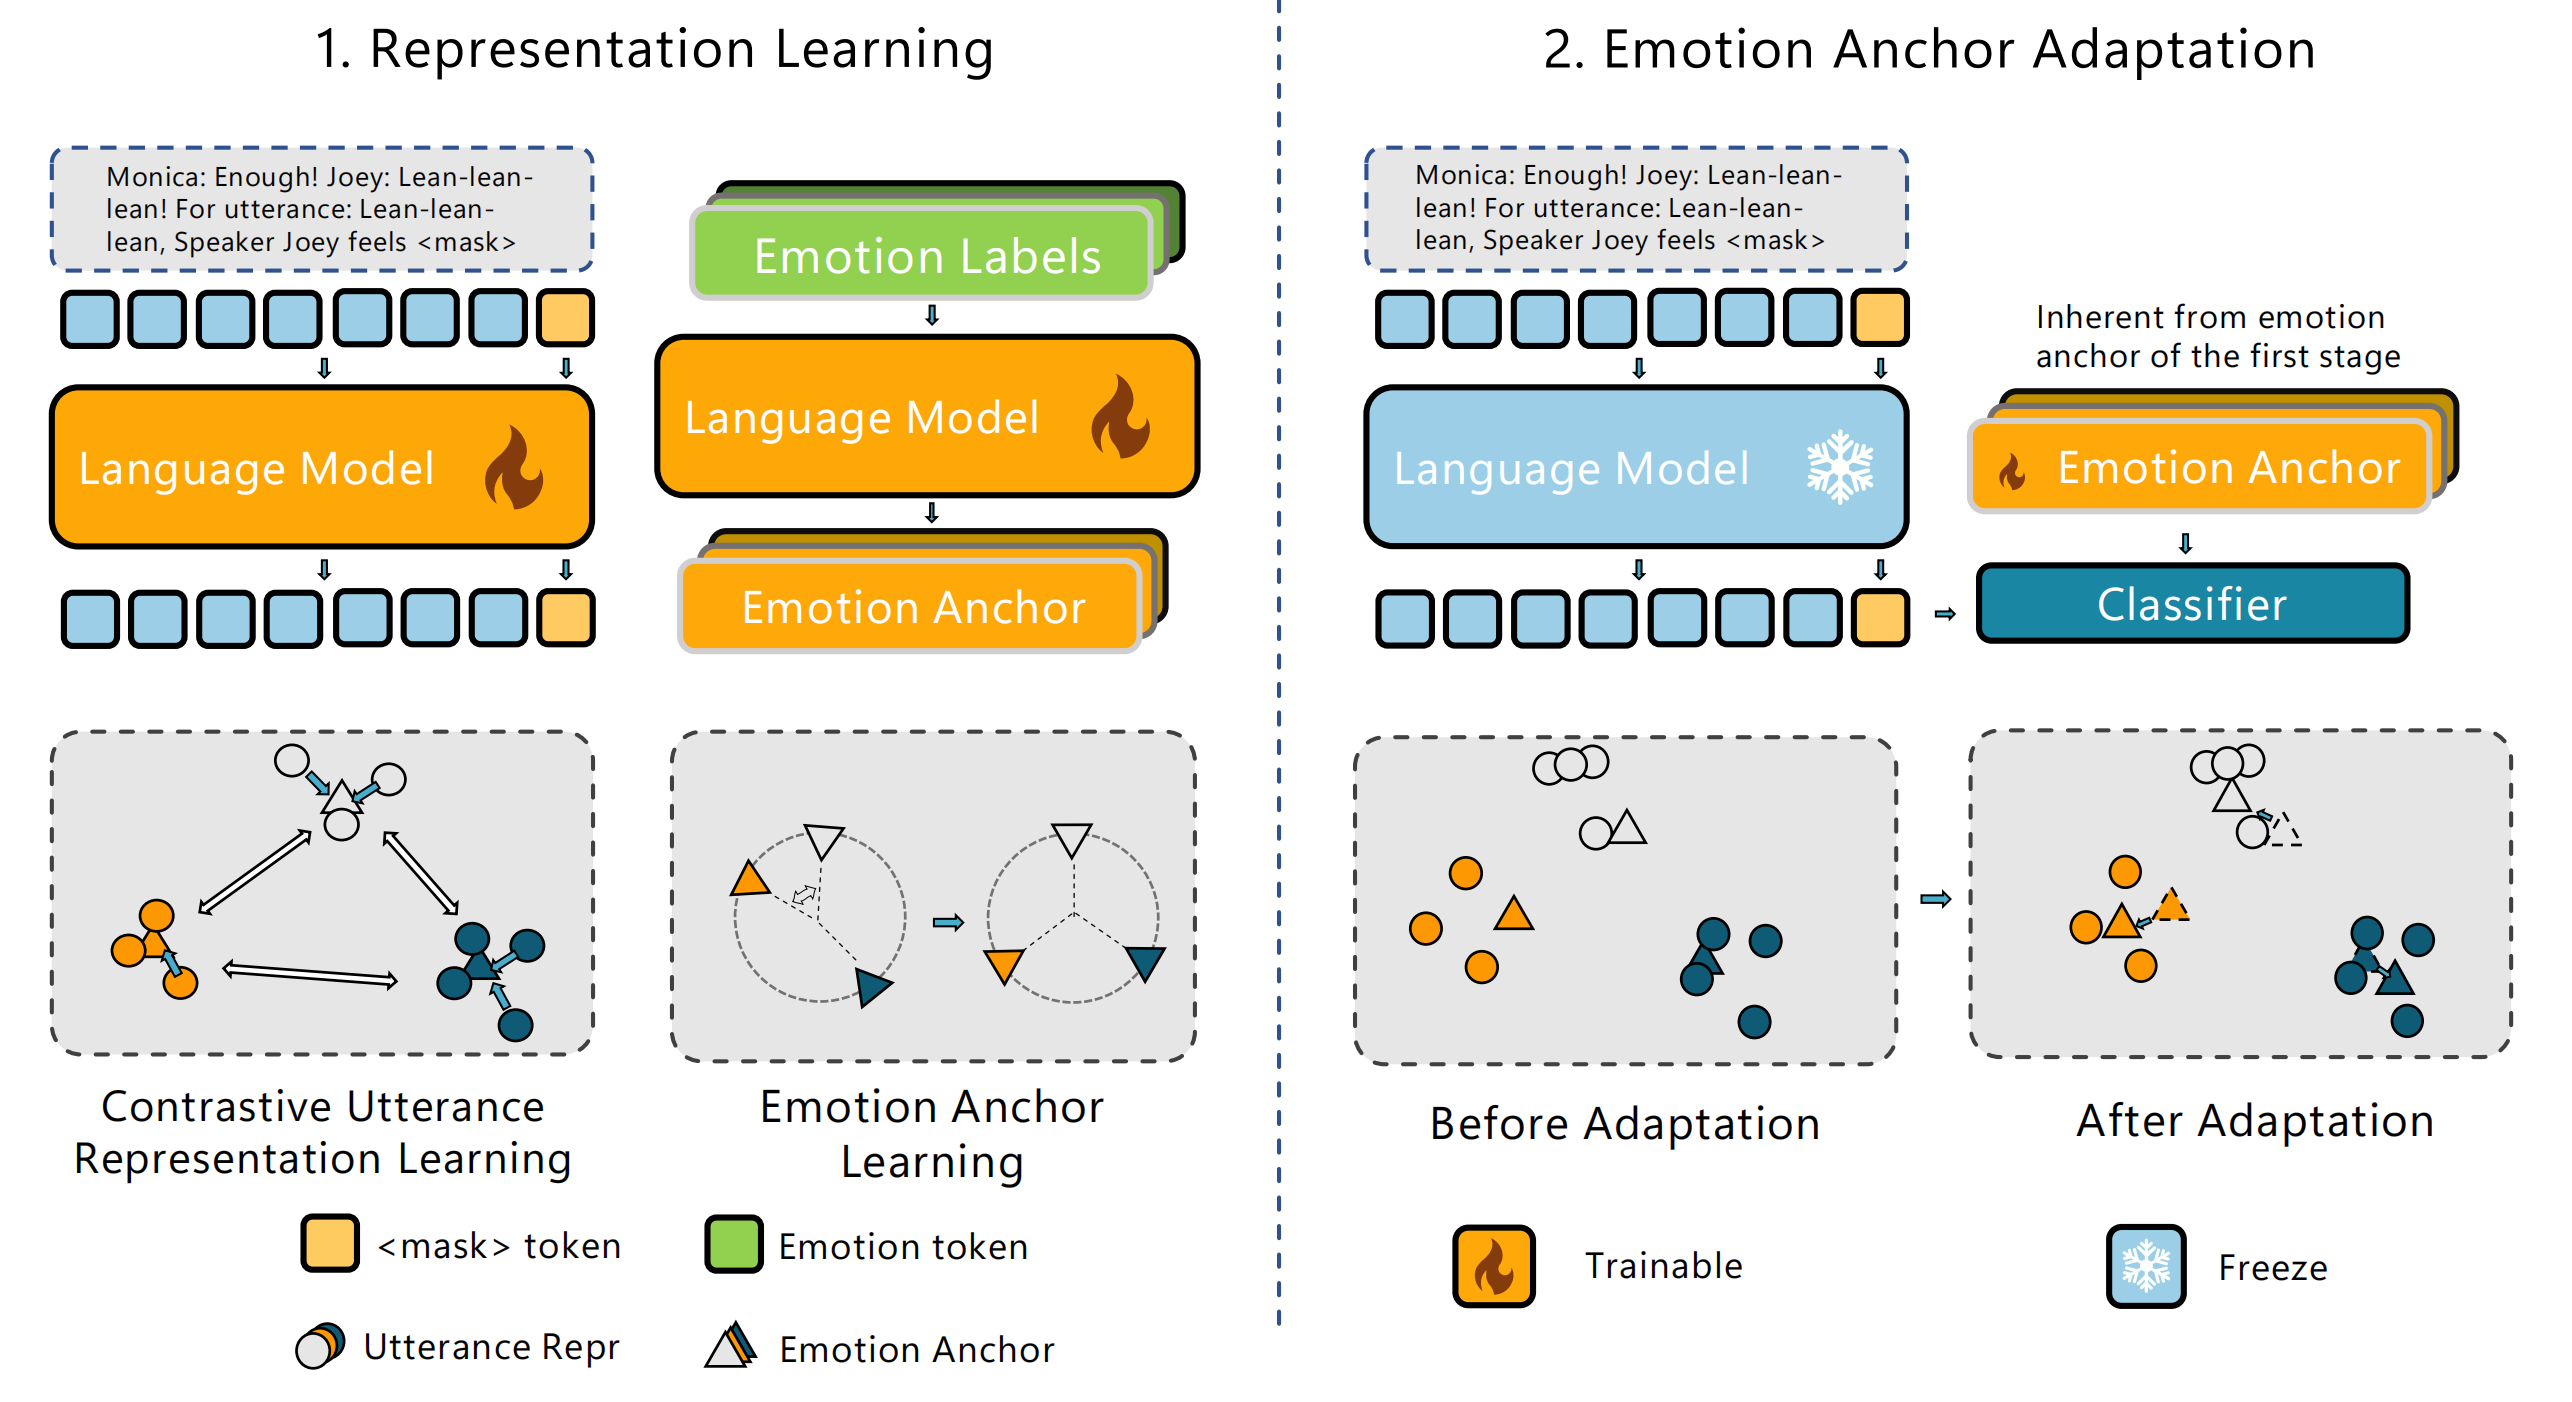 1. Representation Learning
Monica: Enough! Joey: Lean-lean-
lean! For utterance: Lean-lean-
lean, Speaker Joey feels <mask>
Language Model
Emotion Labels
Language Model
Emotion Anchor
Contrastive Utterance
Representation Learning
Emotion Anchor
Learning
<mask> token
Emotion token
Utterance Repr
Emotion Anchor
2. Emotion Anchor Adaptation
Monica: Enough! Joey: Lean-lean-
lean! For utterance: Lean-lean-
lean, Speaker Joey feels <mask>
Language Model
Inherent from emotion
anchor of the first stage
Emotion Anchor
Classifier
Before Adaptation
After Adaptation
Trainable
Freeze